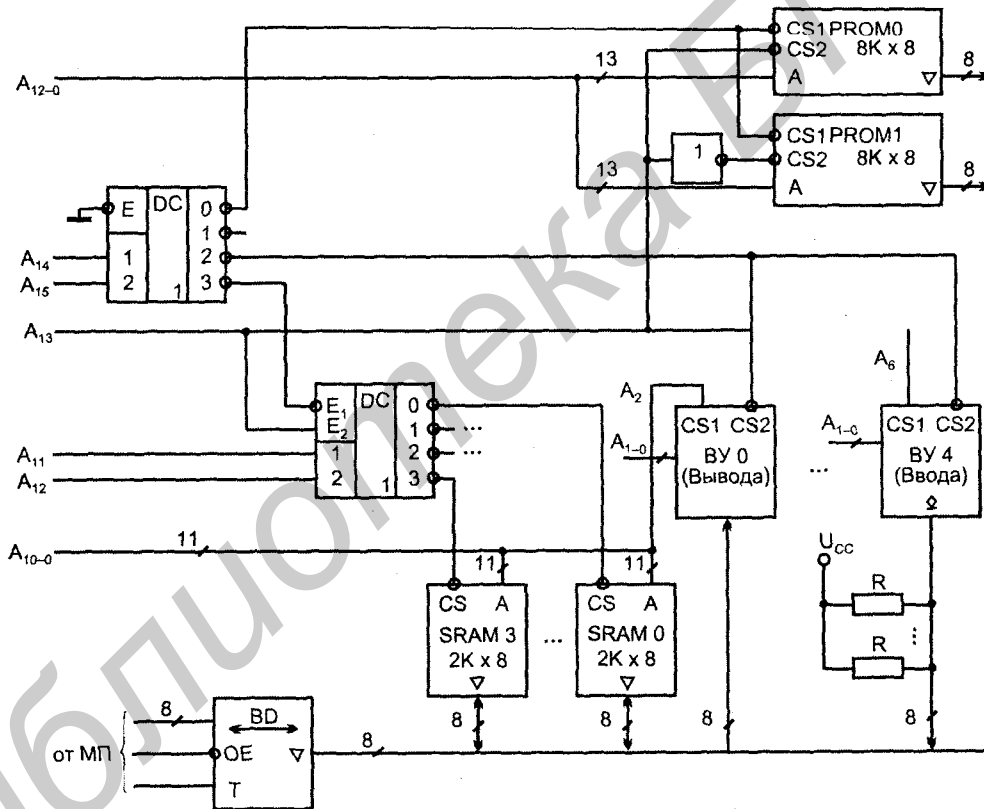 CS1 PROM0
CS2 8K x 8
A
13
8
A12–0
CS1 PROM1
1
CS2 8K x 8
13
A
8
E DC 0
1
A14 1 2
A15 2 1 3
A13
A6
A2
E1 DC 0
E2 1 ...
A11 1 2 ...
A12 2 1 3
CS1 CS2
A1–0
ВУ 0
(Вывода)
...
CS1 CS2
A1–0
ВУ 4
(Ввода)
A10–0
11
11
11
UCC
R
...
R
CS A
SRAM 3
2K x 8
...
CS A
SRAM 0
2K x 8
8
8
8
8
8
BD
от МП
OE
8
T
библиотека БГ